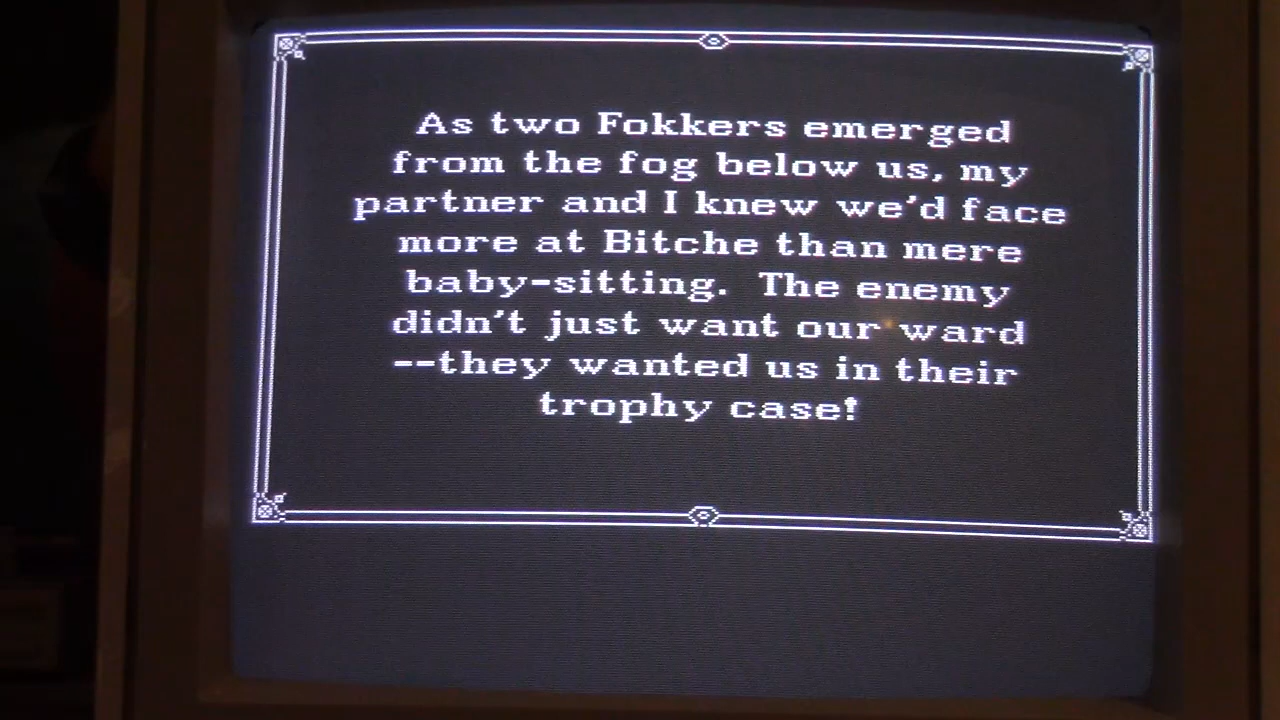 As two Fokkers emerged
from the fog below us, my
partner and I knew we'd face
more at Bitche than mere
baby-sitting.  The enemy
didn't just want our ward
--they wanted us in their
trophy case!